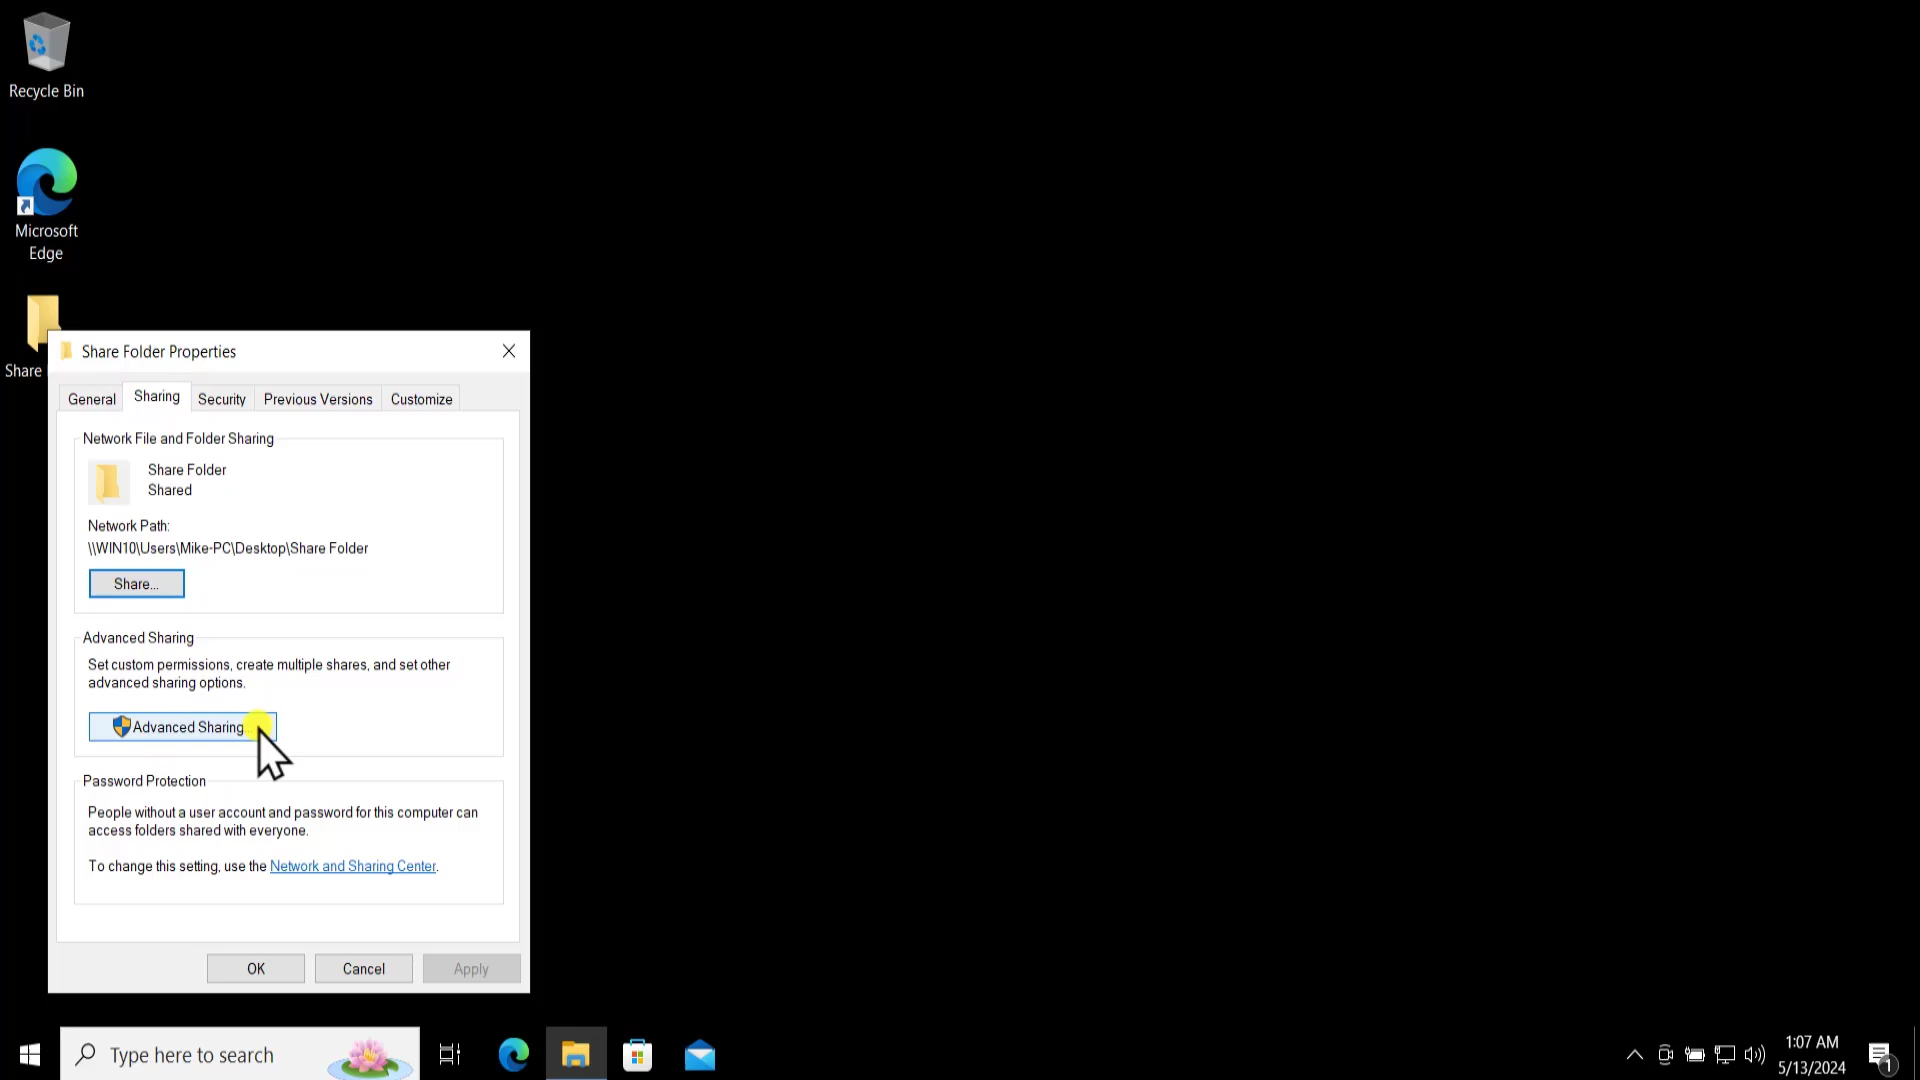 Recycle Bin
Microsoft
Edge
Share
Share Folder Properties
General Sharing Security Previous Versions Customize
Network File and Folder Sharing
Share Folder
Shared
Network Path:
\\WIN10\Users\Mike-PC\Desktop\Share Folder
Share...
Advanced Sharing
Set custom permissions, create multiple shares, and set other
advanced sharing options.
Advanced Sharing...
Password Protection
People without a user account and password for this computer can
access folders shared with everyone.
To change this setting, use the Network and Sharing Center.
OK Cancel Apply
Type here to search
1:07 AM
5/13/2024
1